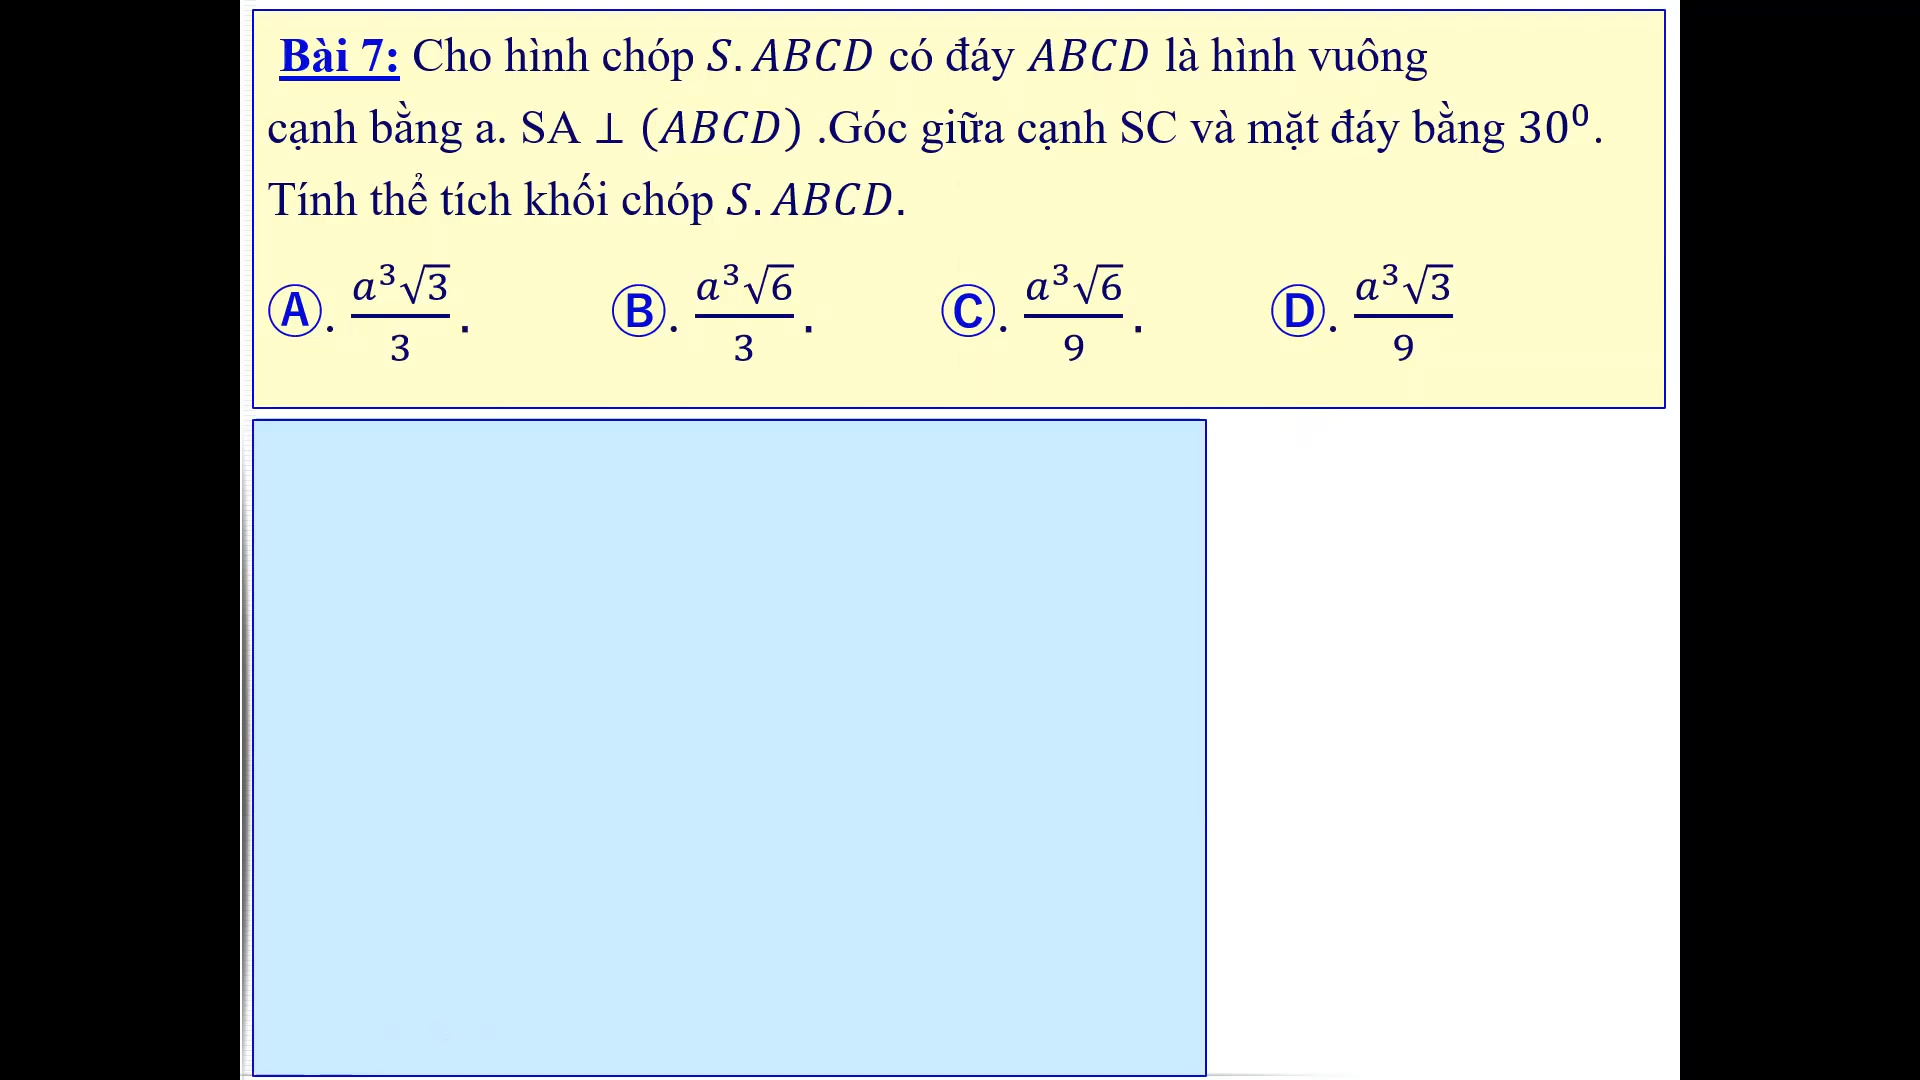 Bài 7: Cho hình chóp S.ABCD có đáy ABCD là hình vuông
cạnh bằng a. SA ⊥ (ABCD) .Góc giữa cạnh SC và mặt đáy bằng 30⁰.
Tính thể tích khối chóp S.ABCD.
Ⓐ. a³√3/3. Ⓑ. a³√6/3. Ⓒ. a³√6/9. Ⓓ. a³√3/9